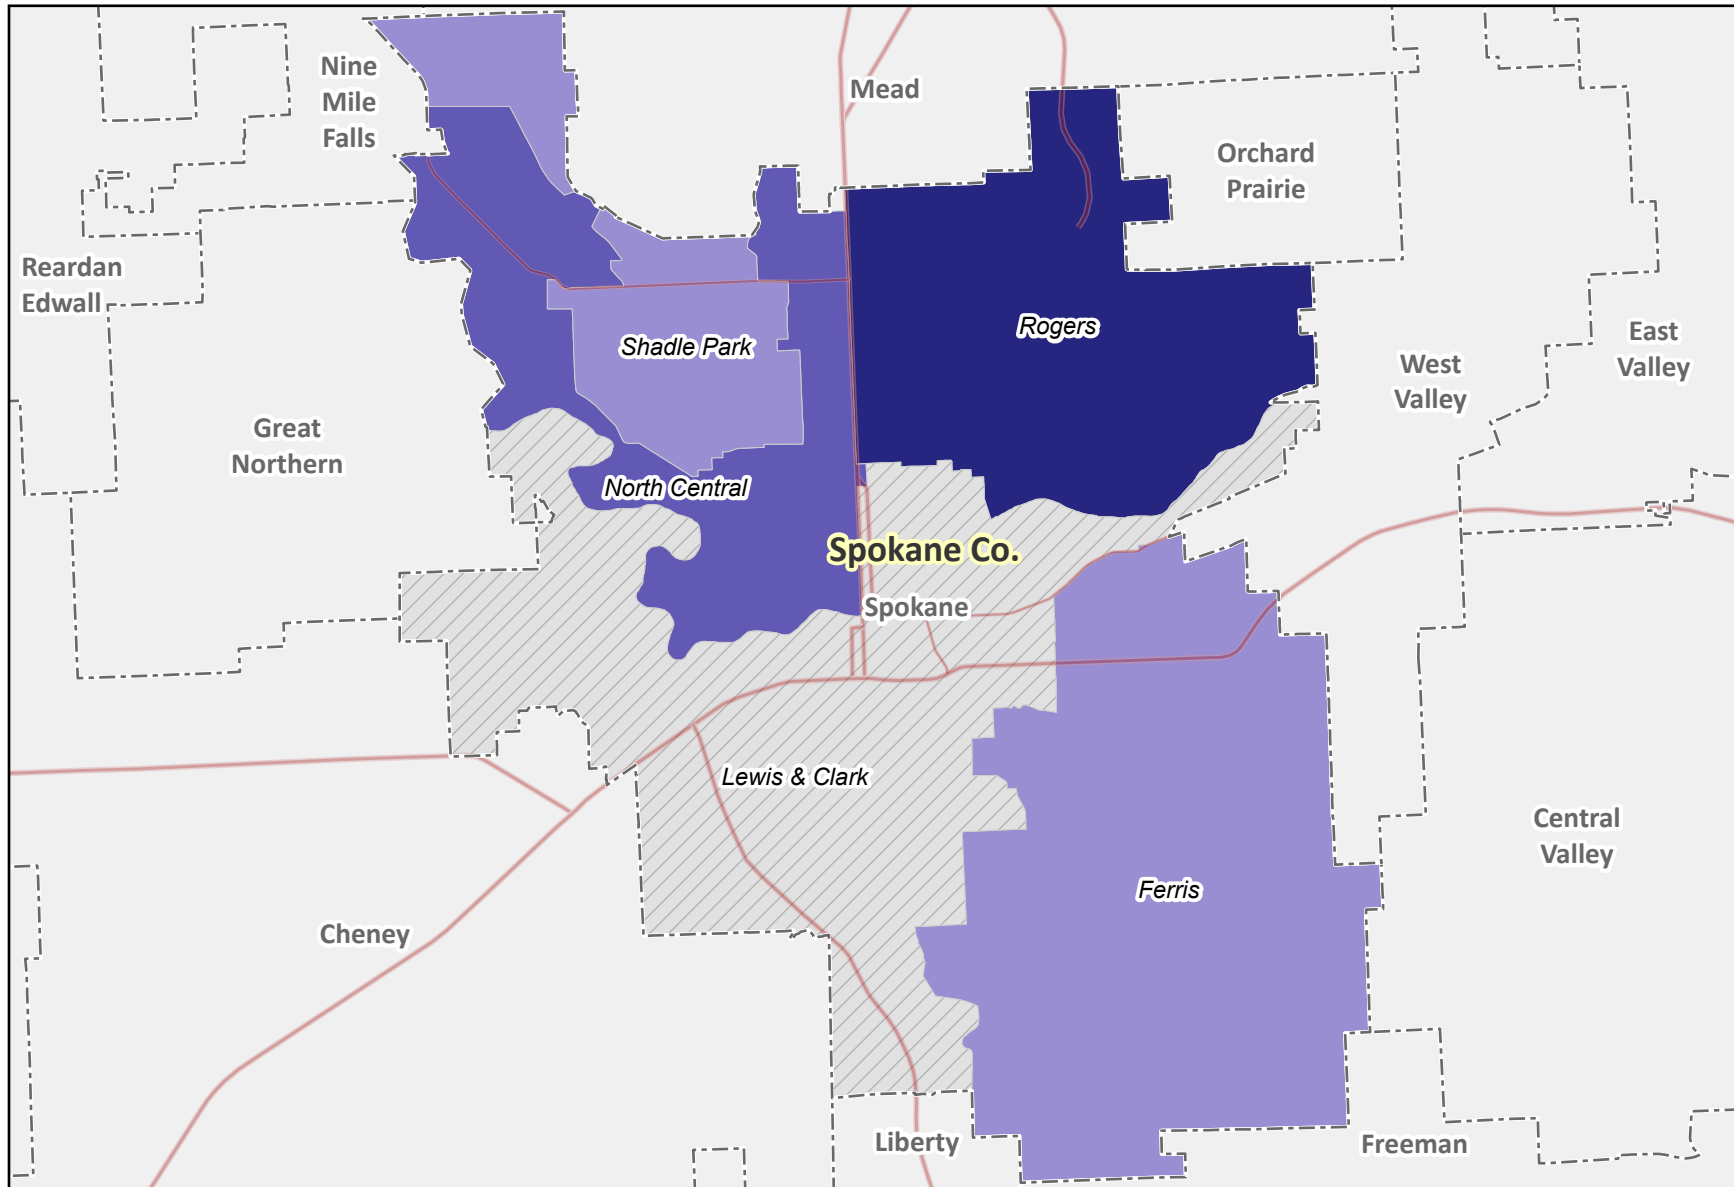 Nine
Mile
Falls
Mead
Orchard
Prairie
Reardan
Edwall
Rogers
Shadle Park
East
Valley
West
Valley
Great
Northern
North Central
Spokane Co.
Spokane
Lewis & Clark
Central
Valley
Ferris
Cheney
Liberty
Freeman